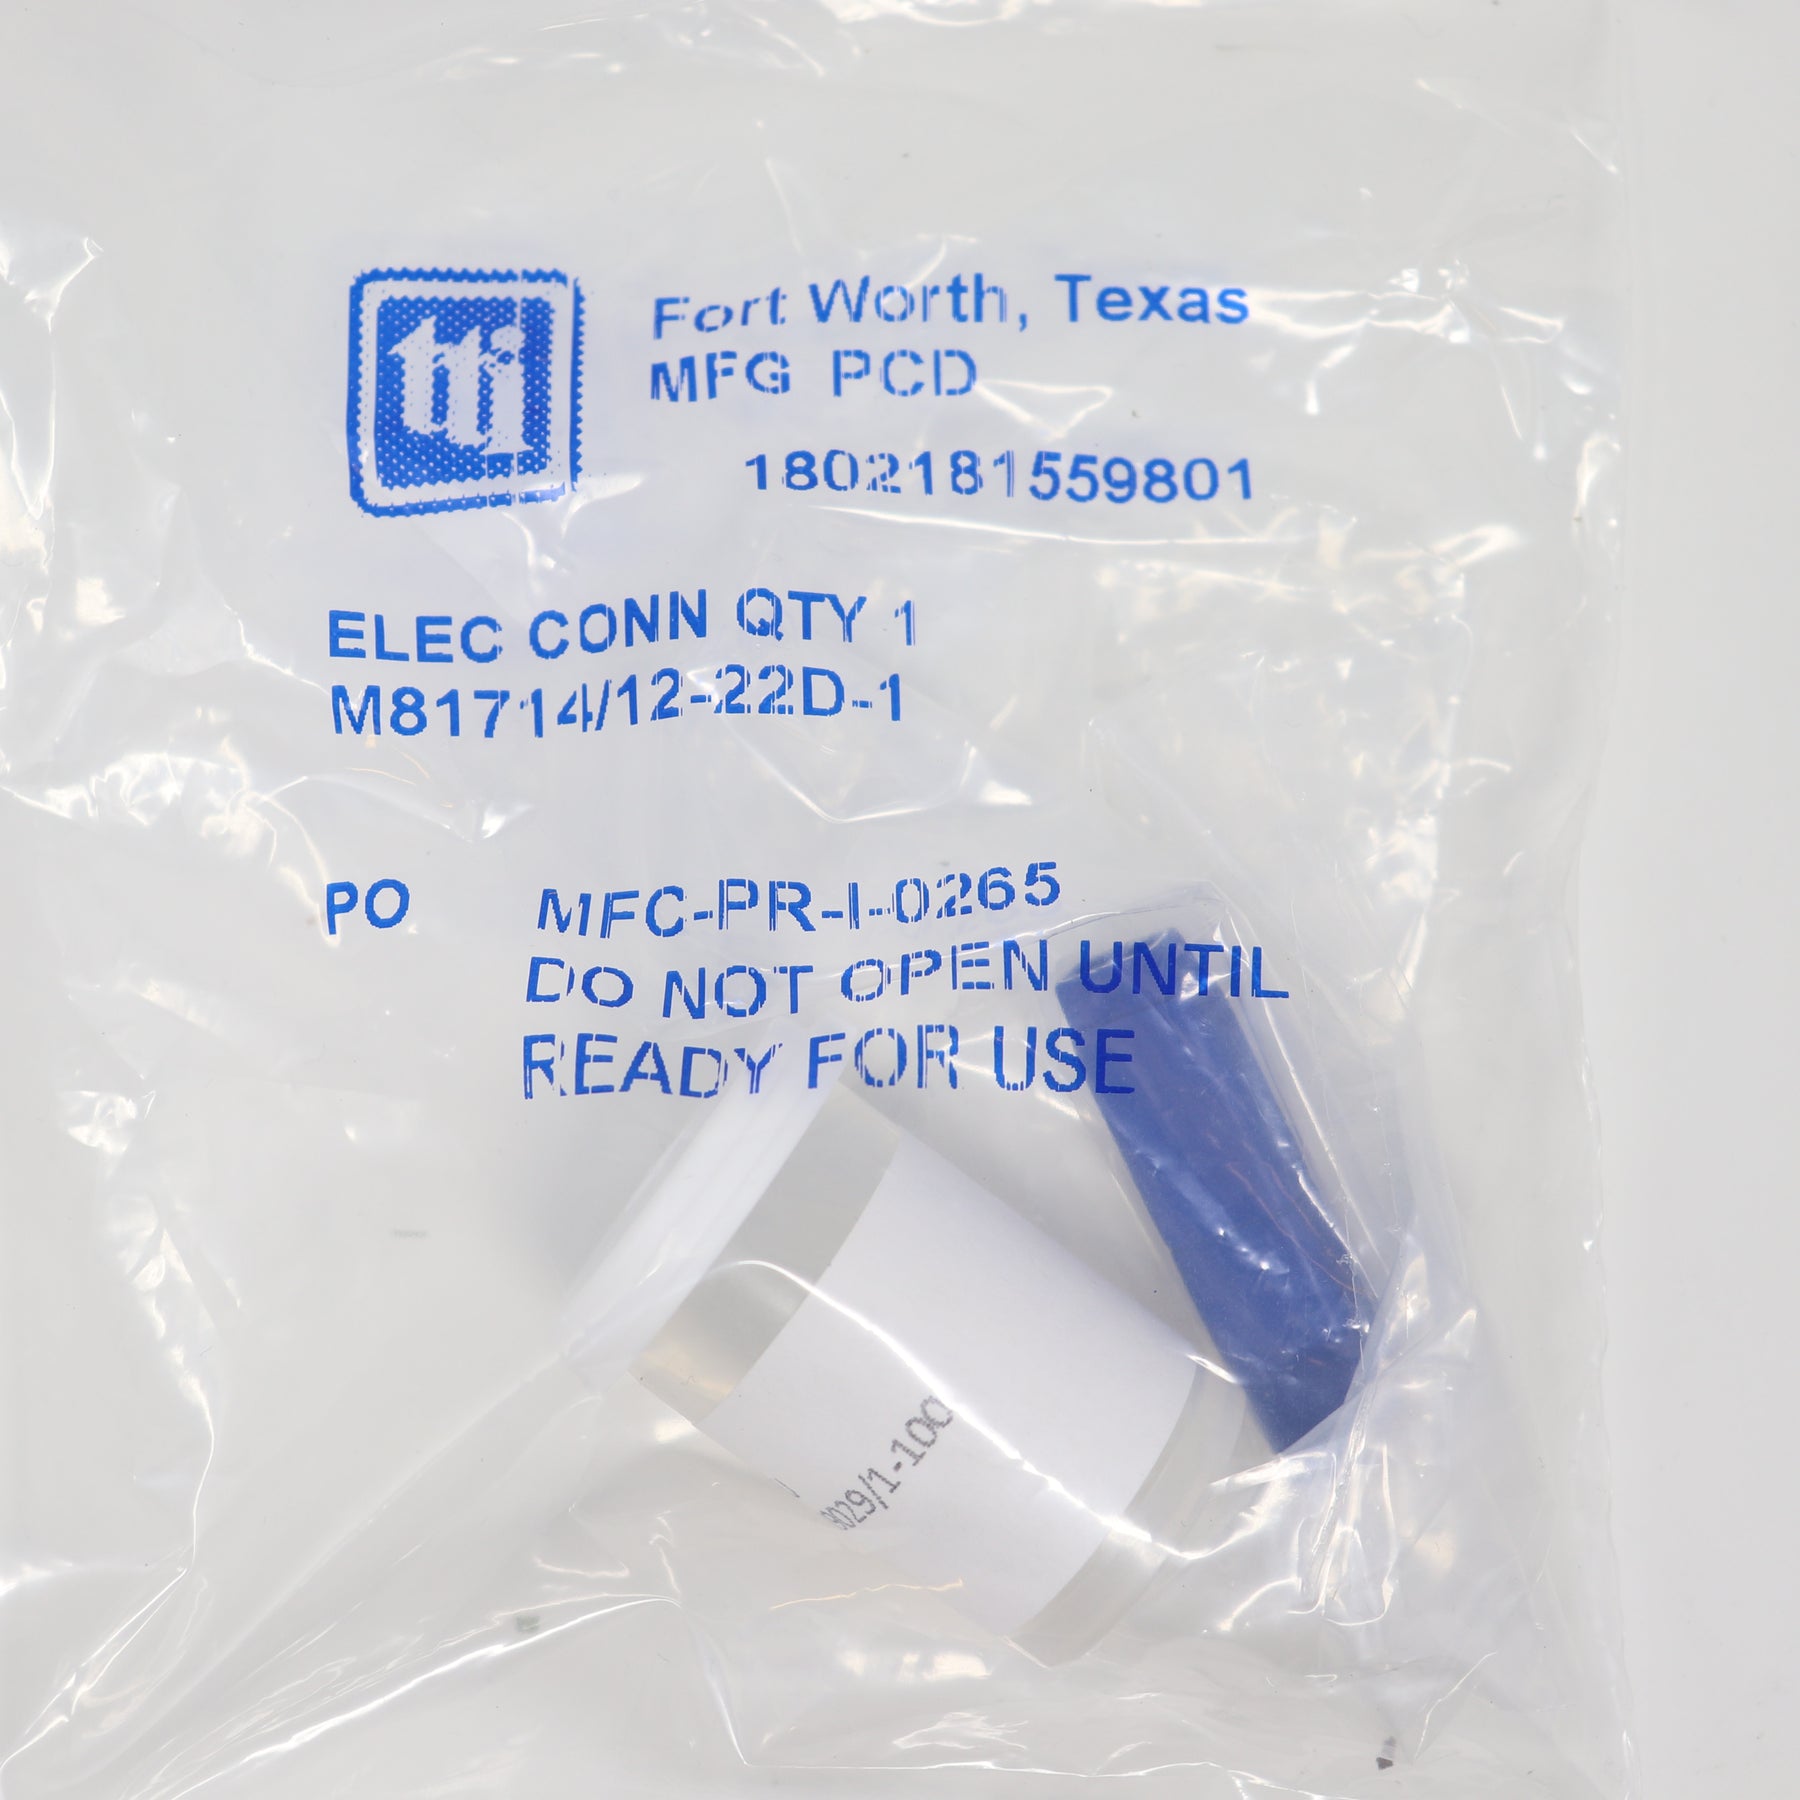 tti
Fort Worth, Texas
MFG PCD
1802181559801
ELEC CONN QTY 1
M81714/12-22D-1
PO MFC-PR-I-0265
DO NOT OPEN UNTIL
READY FOR USE